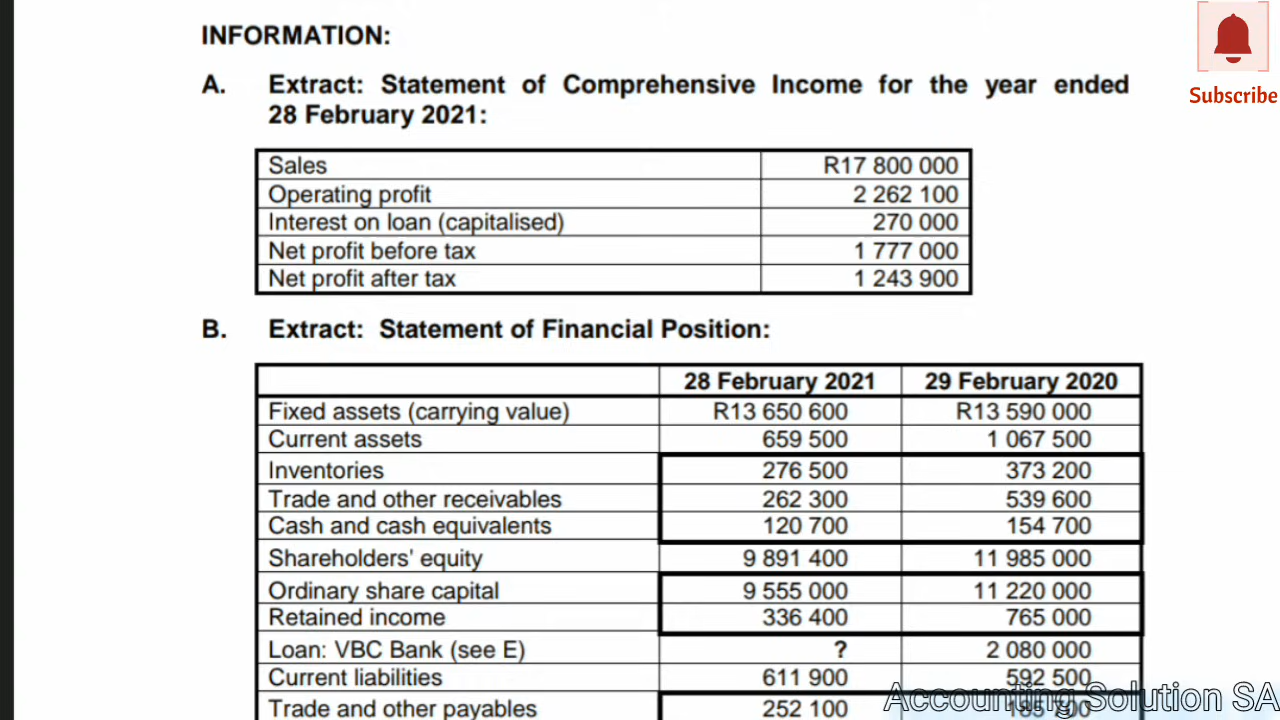 INFORMATION:
Subscribe
A. Extract: Statement of Comprehensive Income for the year ended
28 February 2021:
Sales R17 800 000
Operating profit 2 262 100
Interest on loan (capitalised) 270 000
Net profit before tax 1 777 000
Net profit after tax 1 243 900
B. Extract: Statement of Financial Position:
28 February 2021 29 February 2020
Fixed assets (carrying value) R13 650 600 R13 590 000
Current assets 659 500 1 067 500
Inventories 276 500 373 200
Trade and other receivables 262 300 539 600
Cash and cash equivalents 120 700 154 700
Shareholders' equity 9 891 400 11 985 000
Ordinary share capital 9 555 000 11 220 000
Retained income 336 400 765 000
Loan: VBC Bank (see E) ? 2 080 000
Current liabilities 611 900 592 500
Accounting Solution SA
Trade and other payables 252 100